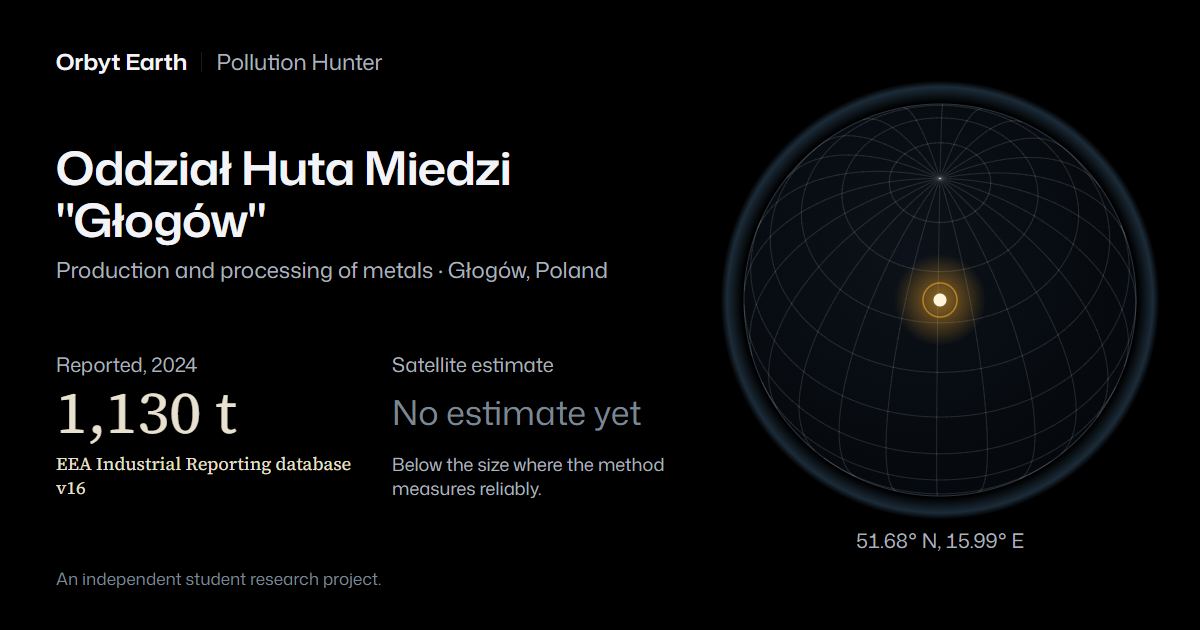 Orbyt Earth | Pollution Hunter
Oddział Huta Miedzi
"Głogów"
Production and processing of metals · Głogów, Poland
Reported, 2024
1,130 t
EEA Industrial Reporting database
v16
Satellite estimate
No estimate yet
Below the size where the method
measures reliably.
51.68° N, 15.99° E
An independent student research project.